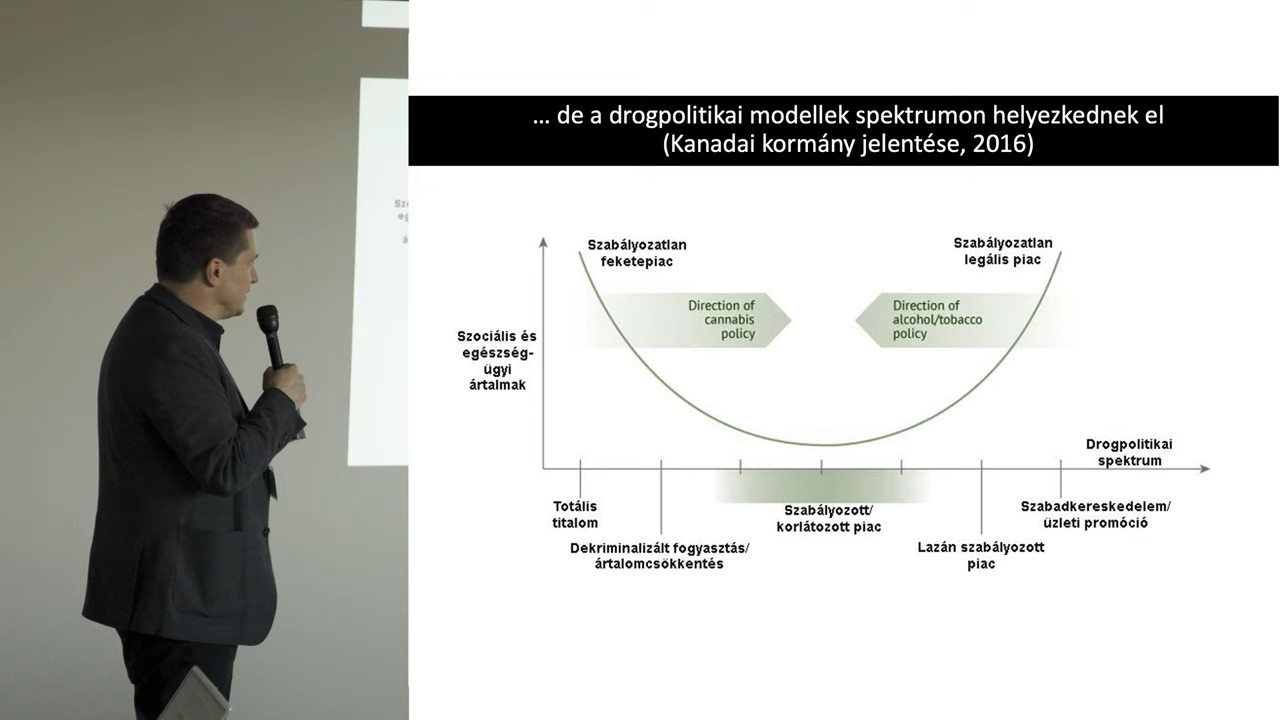 ... de a drogpolitikai modellek spektrumon helyezkednek el
(Kanadai kormány jelentése, 2016)
Szabályozatlan
feketepiac
Szabályozatlan
legális piac
Direction of
cannabis
policy
Direction of
alcohol/tobacco
policy
Szociális és
egészség-
ügyi
ártalmak
Drogpolitikai
spektrum
Totális
titalom
Szabályozott/
korlátozott piac
Szabadkereskedelem/
üzleti promóció
Dekriminalizált fogyasztás/
ártalomcsökkentés
Lazán szabályozott
piac